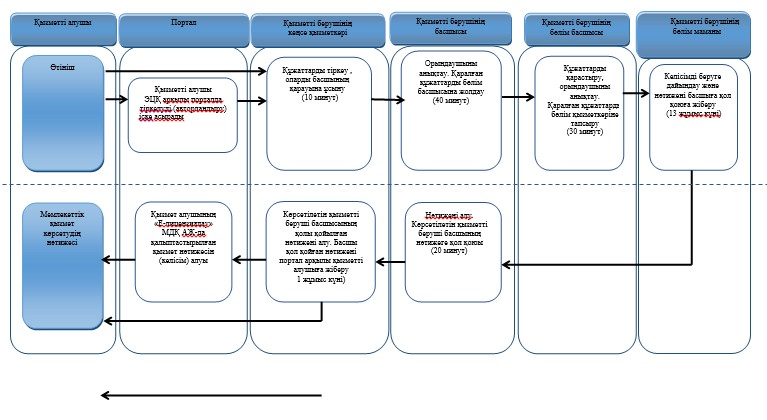 Қызметті алушы
Портал
Қызметті берушінің
кеңсе қызметкері
Қызметті берушінің
басшысы
Қызметті берушінің
бөлім басшысы
Қызметті берушінің
бөлім маманы
Өтініш
Қызметті алушы
ЭЦҚ арқылы порталда
тіркелуді (авторландыру)
іске асырады
Құжаттарды тіркеу ,
оларды басшының
қарауына ұсыну
(10 минут)
Орындаушыны
анықтау. Қаралған
құжаттарды бөлім
басшысына жолдау
(40 минут)
Құжаттарды
қарастыру,
орындаушыны
анықтау.
Қаралған құжаттарды
бөлім қызметкеріне
тапсыру
(30 минут)
Келісімді беруге
дайындау және
нәтижені басшыға қол
қоюға жіберу
(13 жұмыс күні)
Мемлекеттік
қызмет
көрсетудің
нәтижесі
Қызмет алушының
«Е-лицензиялау»
МДҚ АЖ-да
қалыптастырылған
қызмет нәтижесін
(келісім) алуы
Көрсетілетін қызметті
беруші басшысының
қолы қойылған
нәтижені алу. Басшы
қол қойған нәтижені
портал арқылы қызметті
алушыға жіберу
1 жұмыс күні)
Нәтижені алу.
Көрсетілетін қызметті
беруші басшының
нәтижеге қол қоюы
(20 минут)